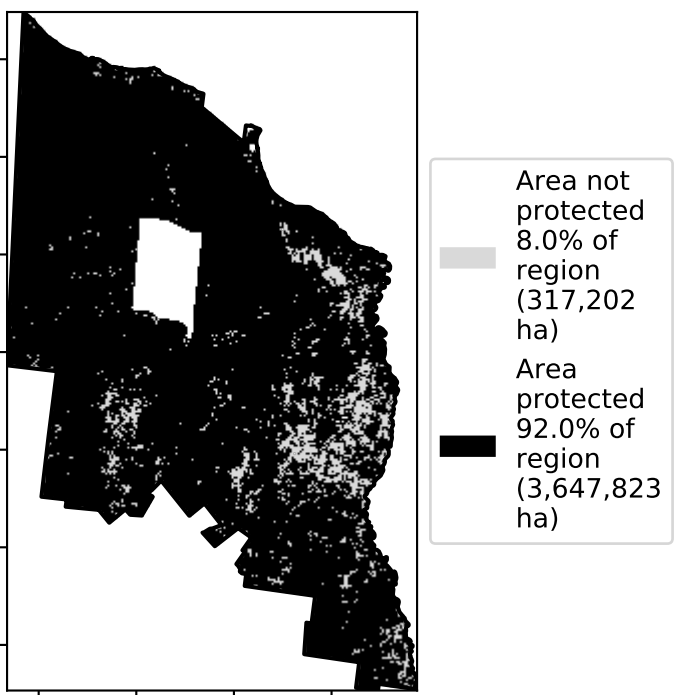 Area not
protected
8.0% of
region
(317,202
ha)
Area
protected
92.0% of
region
(3,647,823
ha)